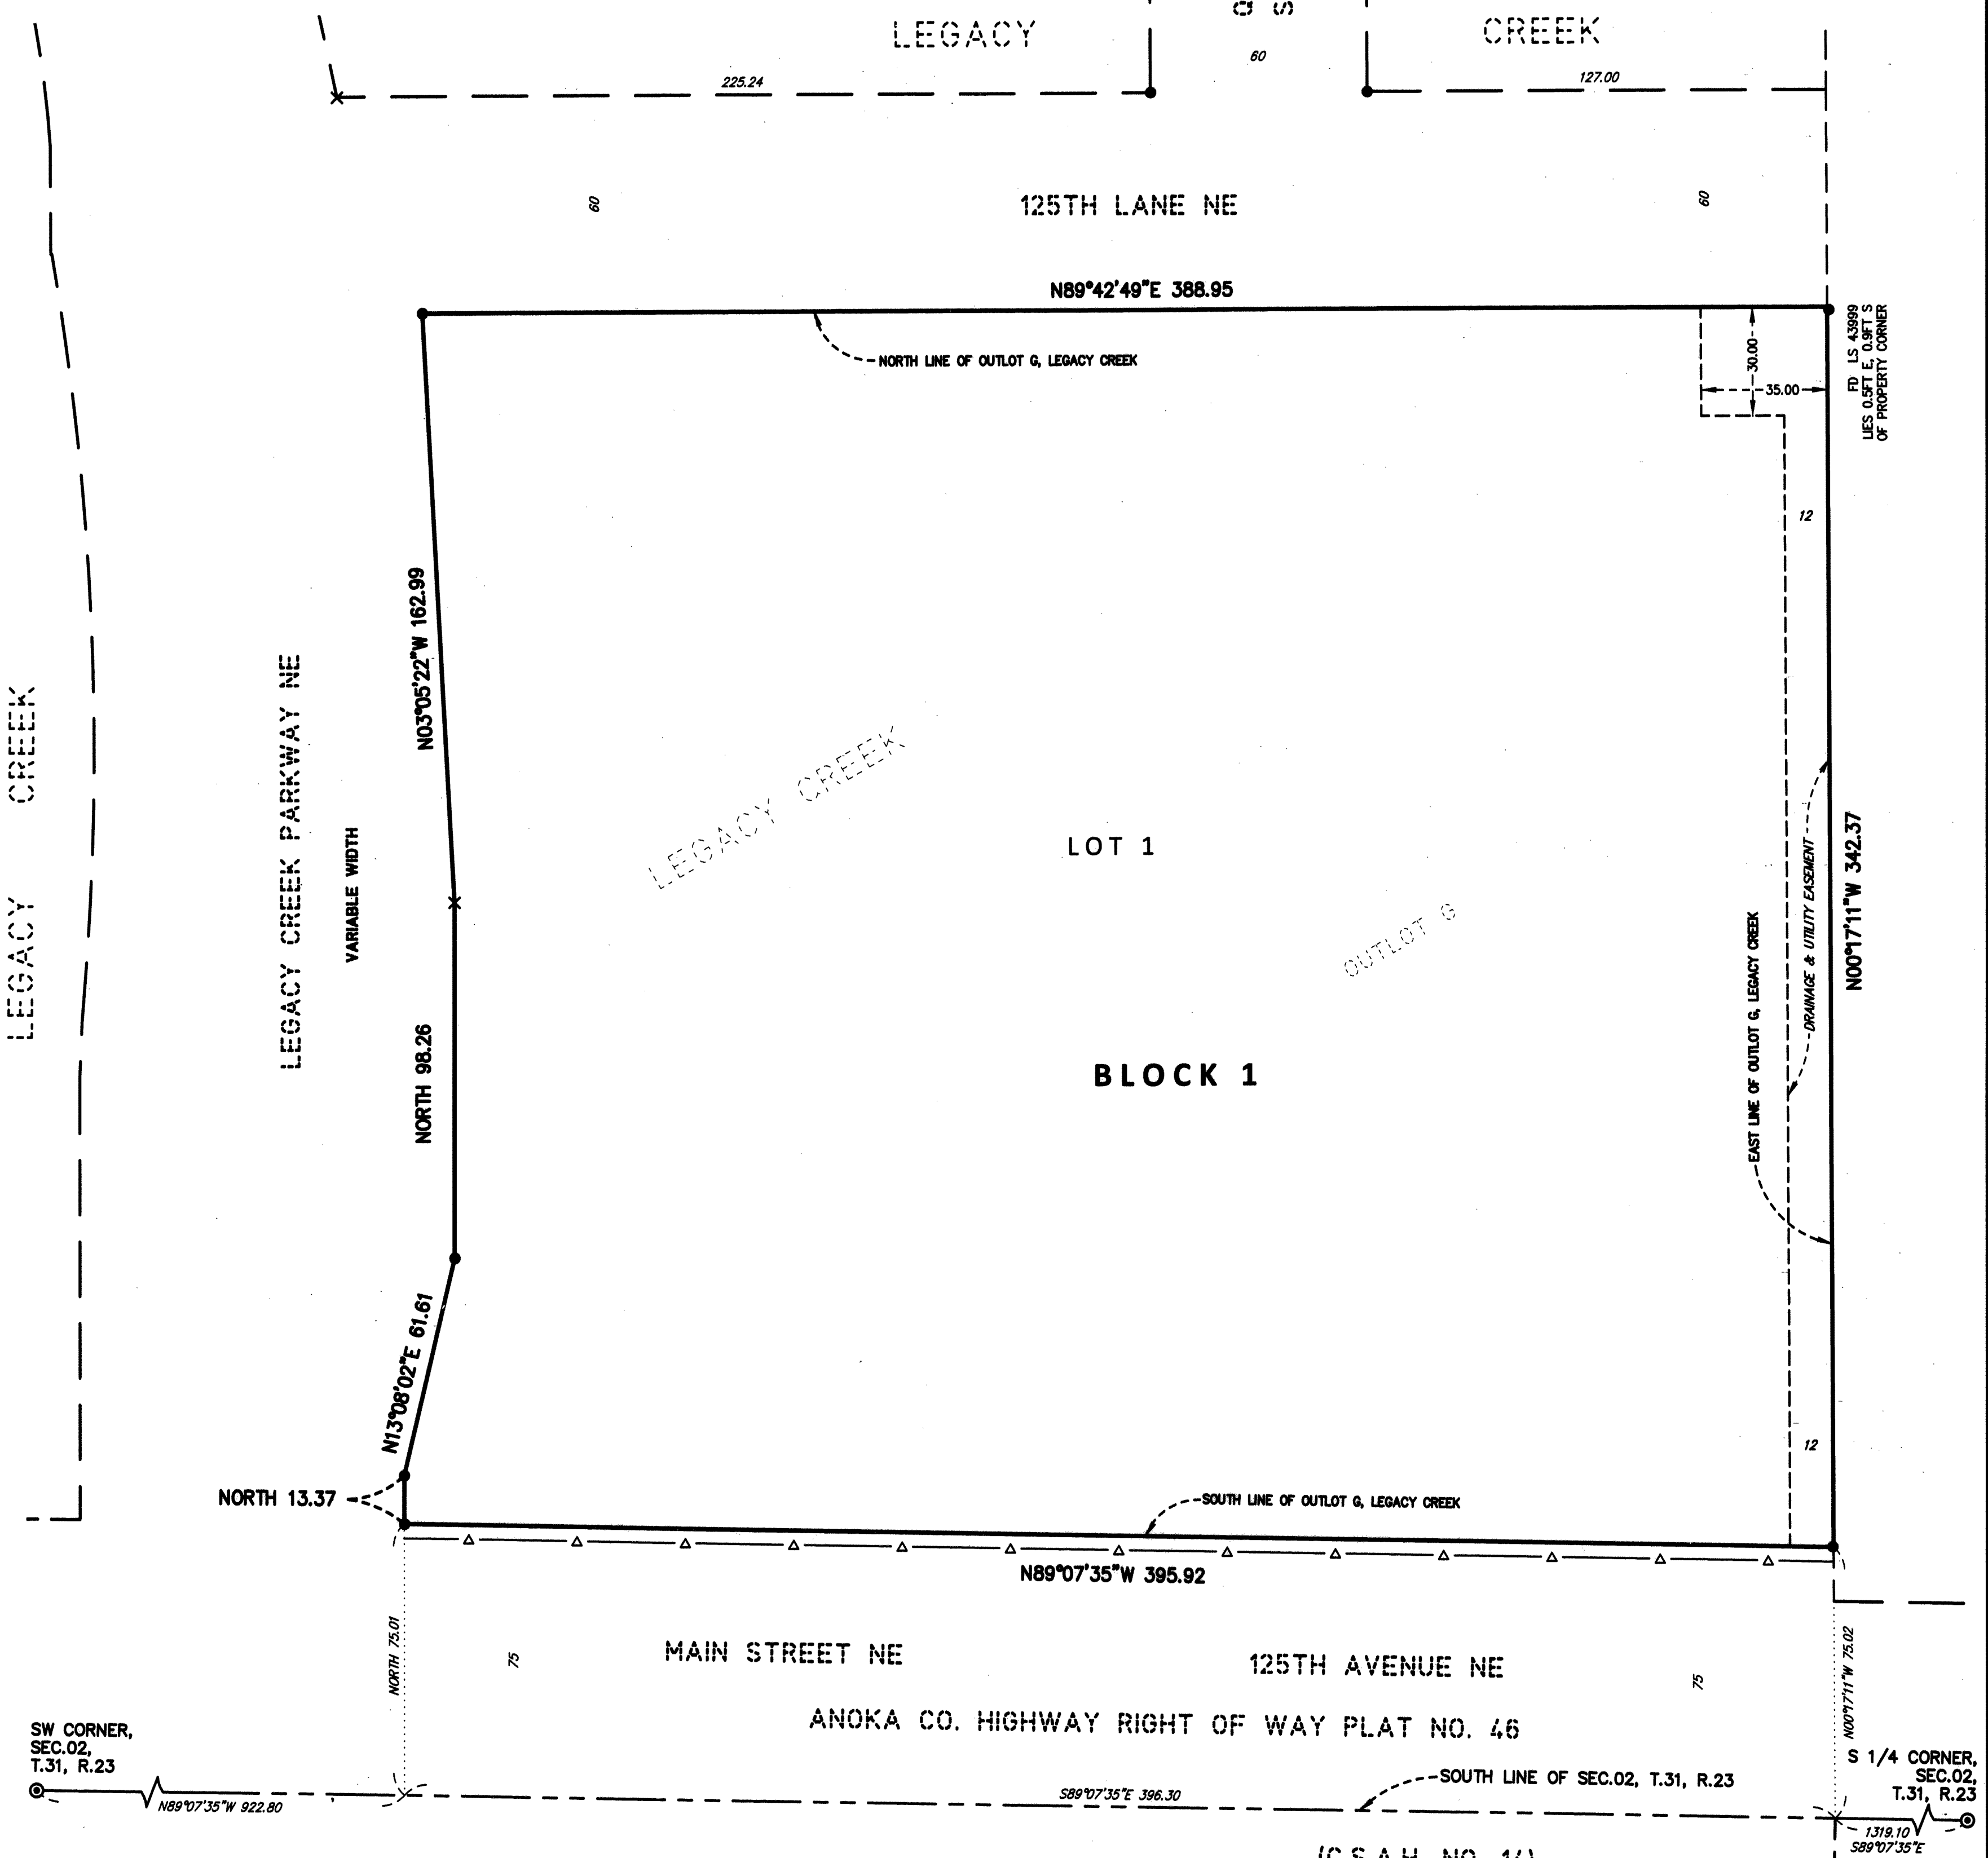 LEGACY
CREEK
60
225.24
127.00
60
125TH LANE NE
60
N89°42'49"E 388.95
NORTH LINE OF OUTLOT G, LEGACY CREEK
30.00
35.00
FD LS 43999
LIES 0.5FT E, 0.9FT S
OF PROPERTY CORNER
12
N03°05'22"W 162.99
LEGACY CREEK
LEGACY CREEK PARKWAY NE
VARIABLE WIDTH
LEGACY CREEK
LOT 1
OUTLOT G
BLOCK 1
DRAINAGE & UTILITY EASEMENT
EAST LINE OF OUTLOT G, LEGACY CREEK
N00°17'11"W 342.37
NORTH 98.26
N13°08'02"E 61.61
12
NORTH 13.37
SOUTH LINE OF OUTLOT G, LEGACY CREEK
N89°07'35"W 395.92
NORTH 75.01
75
MAIN STREET NE
125TH AVENUE NE
75
N00°17'11"W 75.02
ANOKA CO. HIGHWAY RIGHT OF WAY PLAT NO. 46
SW CORNER,
SEC.02,
T.31, R.23
S 1/4 CORNER,
SEC.02,
T.31, R.23
N89°07'35"W 922.80
S89°07'35"E 396.30
SOUTH LINE OF SEC.02, T.31, R.23
1319.10
S89°07'35"E
(C.S.A.H. NO. 14)